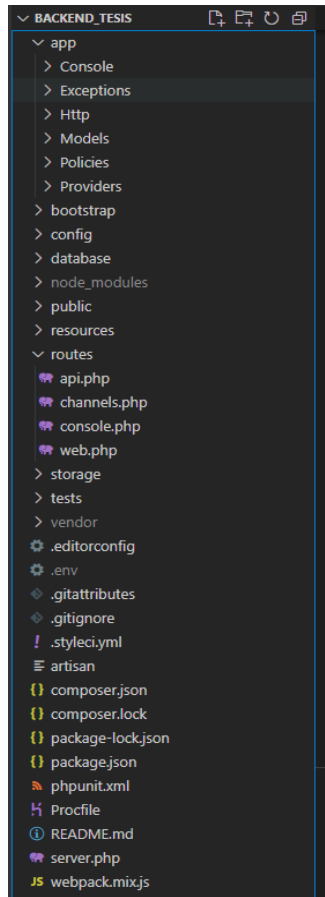 BACKEND_TESIS
app
Console
Exceptions
Http
Models
Policies
Providers
bootstrap
config
database
node_modules
public
resources
routes
api.php
channels.php
console.php
web.php
storage
tests
vendor
.editorconfig
.env
.gitattributes
.gitignore
! .styleci.yml
artisan
{} composer.json
{} composer.lock
{} package-lock.json
{} package.json
phpunit.xml
H Procfile
README.md
server.php
JS webpack.mix.js